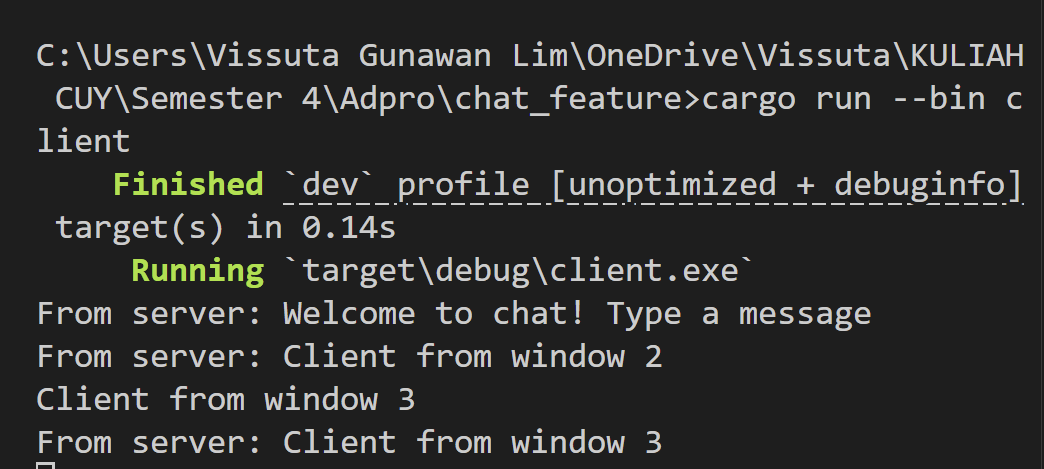 C:\Users\Vissuta Gunawan Lim\OneDrive\Vissuta\KULIAH
 CUY\Semester 4\Adpro\chat_feature>cargo run --bin c
lient
    Finished `dev` profile [unoptimized + debuginfo]
 target(s) in 0.14s
     Running `target\debug\client.exe`
From server: Welcome to chat! Type a message
From server: Client from window 2
Client from window 3
From server: Client from window 3